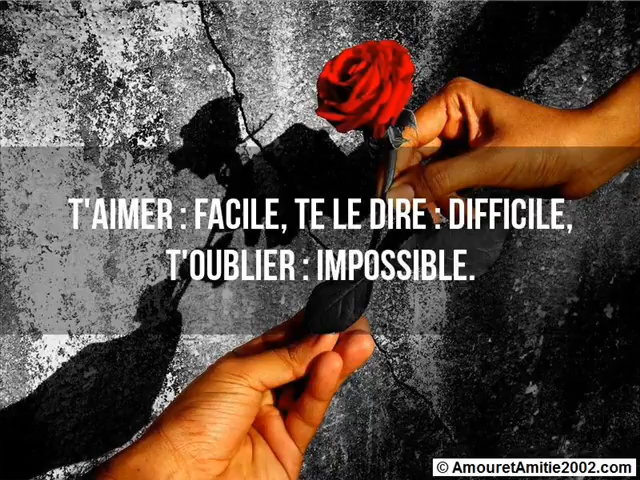 T'AIMER : FACILE, TE LE DIRE : DIFFICILE,
T'OUBLIER : IMPOSSIBLE.
© AmouretAmitie2002.com